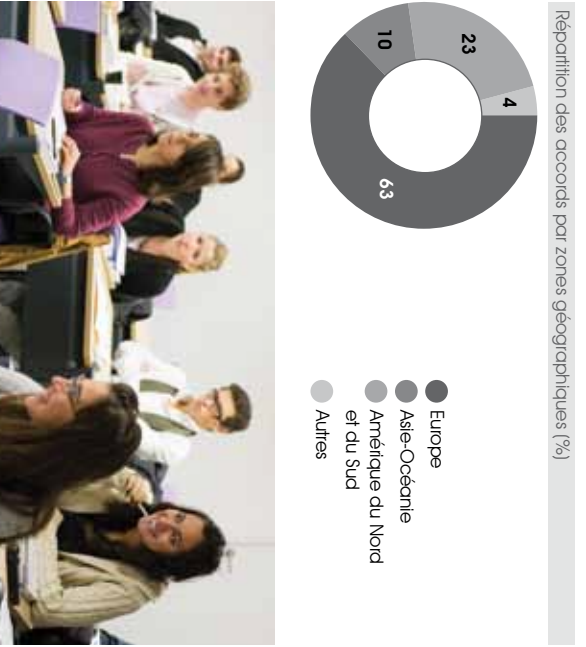 Répartition des accords par zones géographiques (%)
4
23
10
63
Europe
Asie-Océanie
Amérique du Nord
et du Sud
Autres